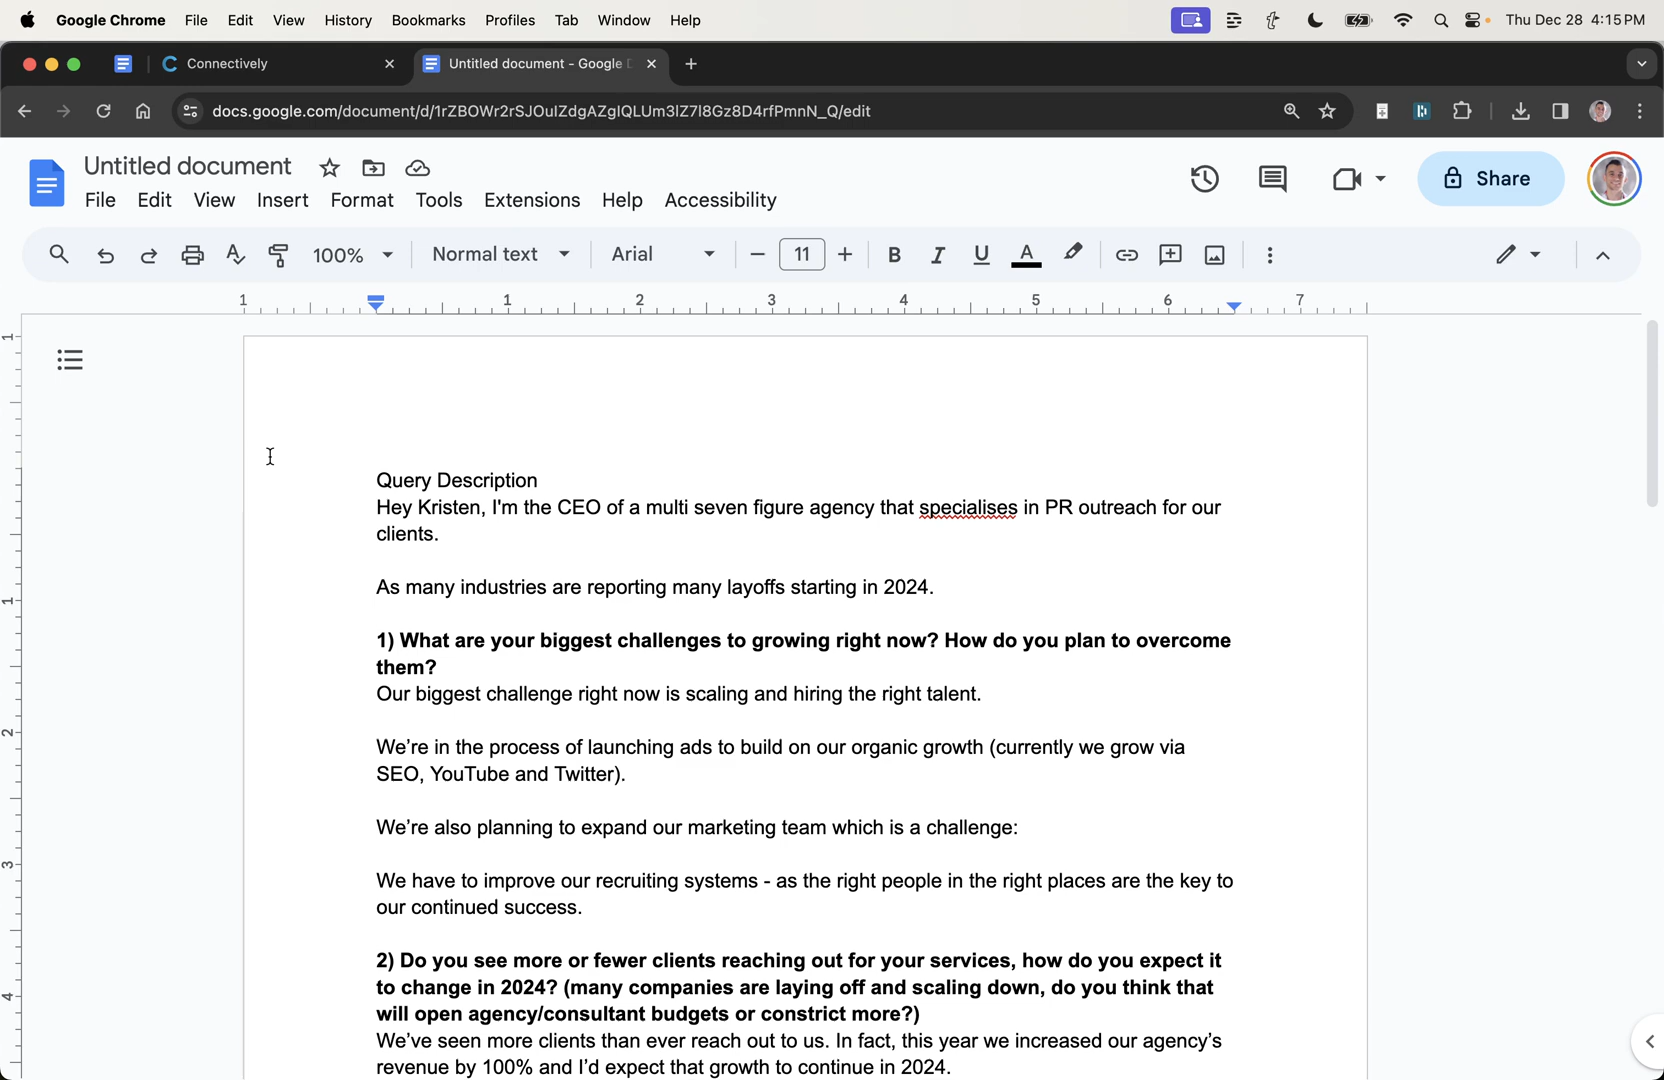 Google Chrome File Edit View History Bookmarks Profiles Tab Window Help Thu Dec 28 4:15 PM
Connectively Untitled document - Google D
docs.google.com/document/d/1rZBOWr2rSJOuIZdgAZgIQLUm3IZ7l8Gz8D4rfPmnN_Q/edit
Untitled document
Share
File Edit View Insert Format Tools Extensions Help Accessibility
100% Normal text Arial 11 B I U A
1 1 2 3 4 5 6 7
1
1
2
3
4
Query Description
Hey Kristen, I'm the CEO of a multi seven figure agency that specialises in PR outreach for our
clients.
As many industries are reporting many layoffs starting in 2024.
1) What are your biggest challenges to growing right now? How do you plan to overcome
them?
Our biggest challenge right now is scaling and hiring the right talent.
We’re in the process of launching ads to build on our organic growth (currently we grow via
SEO, YouTube and Twitter).
We’re also planning to expand our marketing team which is a challenge:
We have to improve our recruiting systems - as the right people in the right places are the key to
our continued success.
2) Do you see more or fewer clients reaching out for your services, how do you expect it
to change in 2024? (many companies are laying off and scaling down, do you think that
will open agency/consultant budgets or constrict more?)
We’ve seen more clients than ever reach out to us. In fact, this year we increased our agency’s
revenue by 100% and I’d expect that growth to continue in 2024.